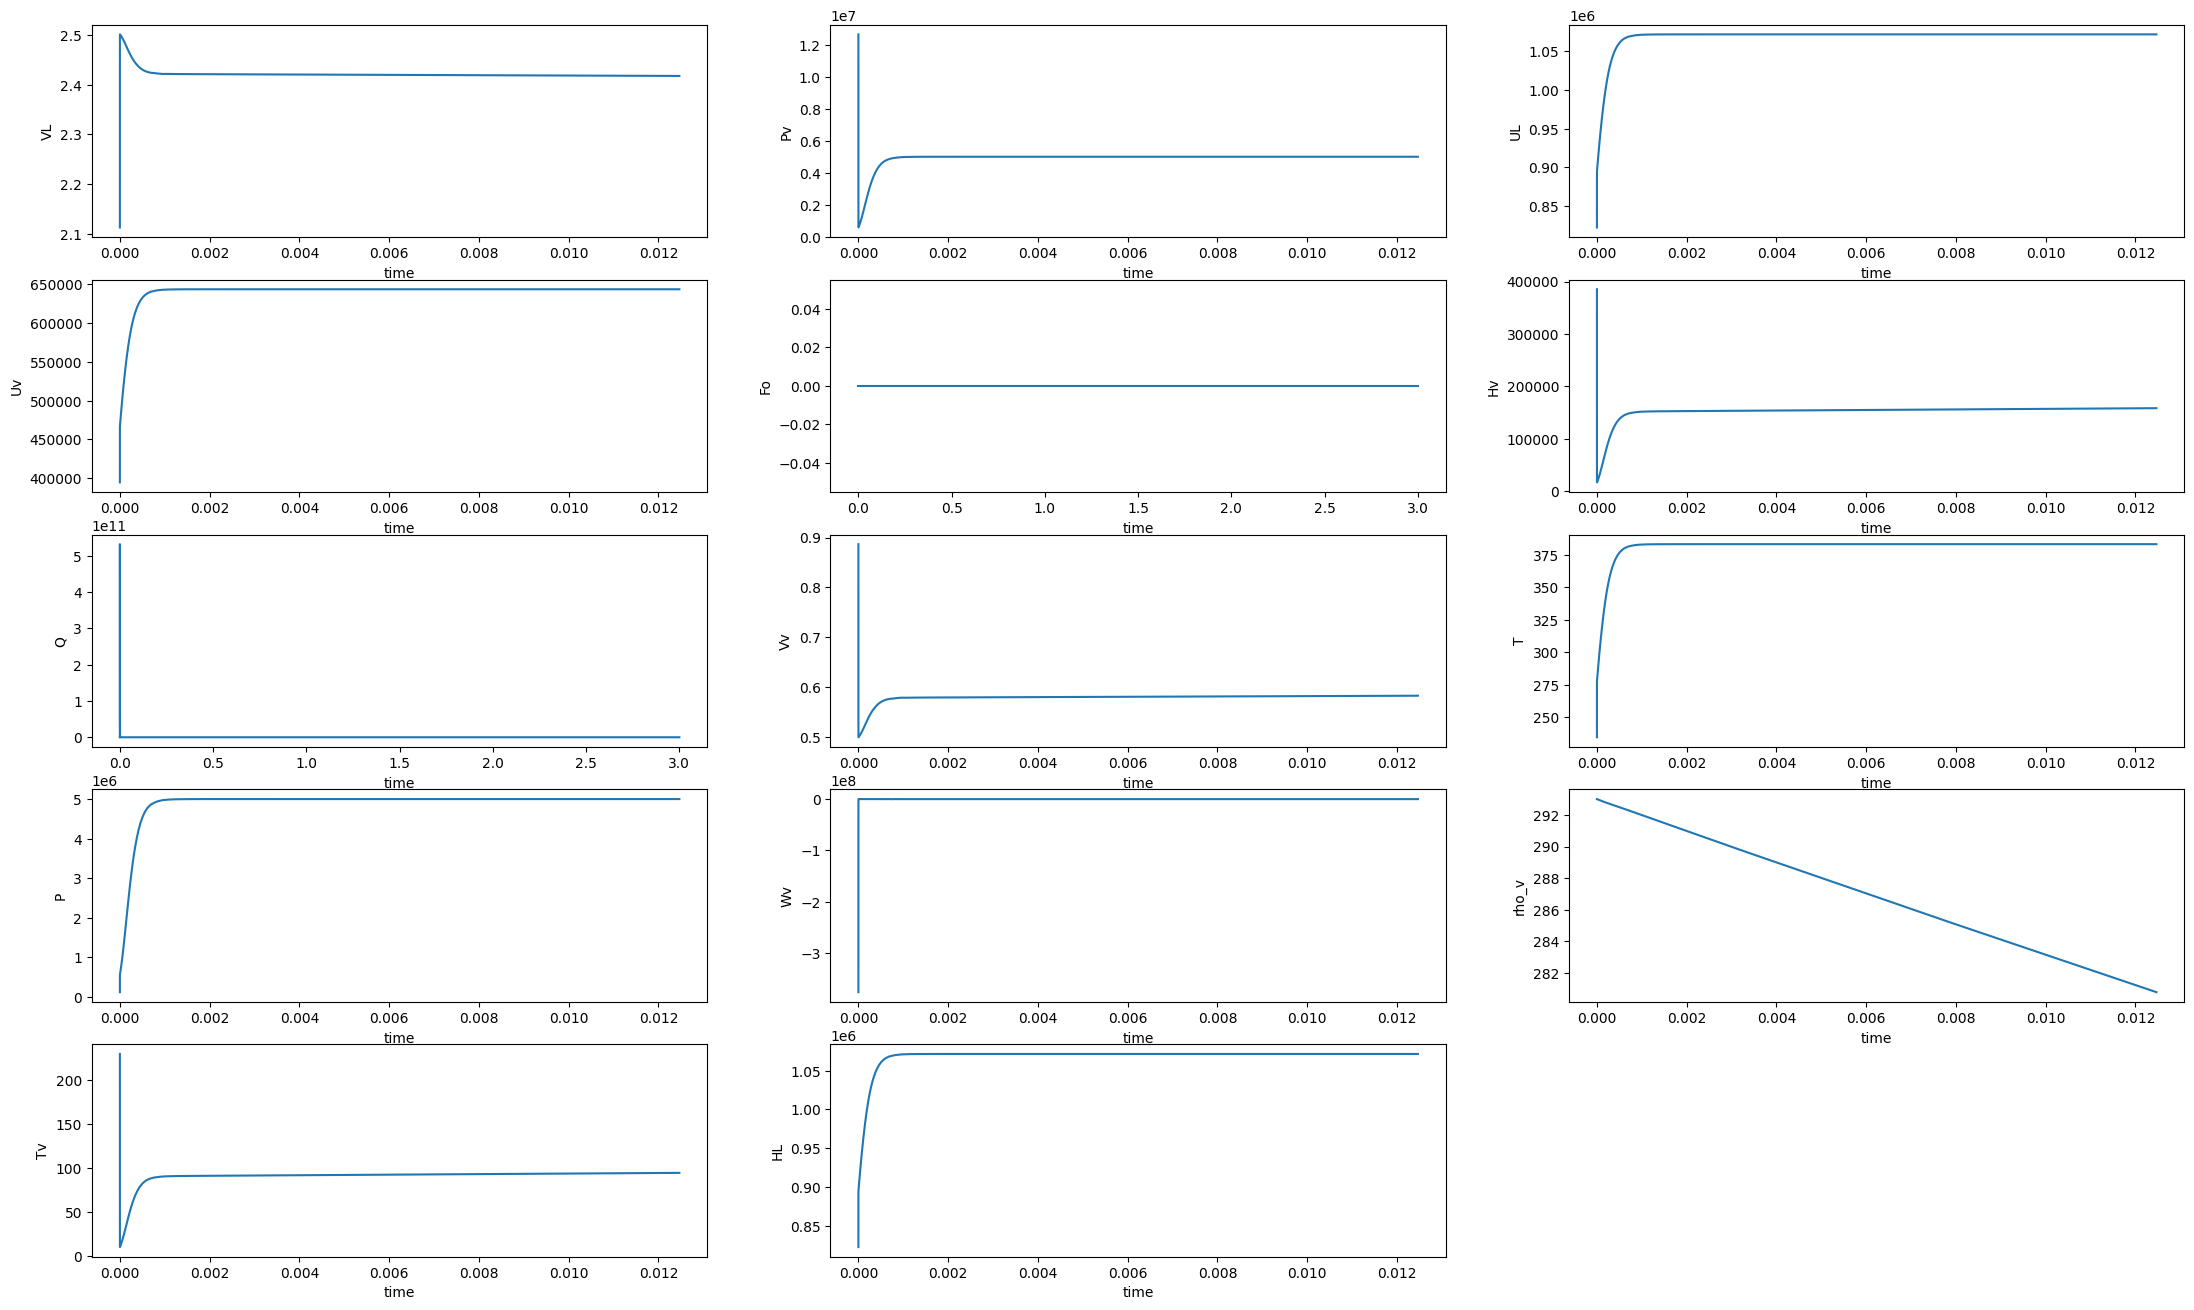 1e7
1e6
2.5
2.4
2.3
2.2
2.1
VL
0.000 0.002 0.004 0.006 0.008 0.010 0.012
time
1.2
1.0
0.8
0.6
0.4
0.2
0.0
Pv
0.000 0.002 0.004 0.006 0.008 0.010 0.012
time
1.05
1.00
0.95
0.90
0.85
UL
0.000 0.002 0.004 0.006 0.008 0.010 0.012
time
650000
600000
550000
500000
450000
400000
Uv
0.000 0.002 0.004 0.006 0.008 0.010 0.012
time
0.04
0.02
0.00
−0.02
−0.04
Fo
0.0 0.5 1.0 1.5 2.0 2.5 3.0
time
400000
300000
200000
100000
0
Hv
0.000 0.002 0.004 0.006 0.008 0.010 0.012
time
1e11
5
4
3
2
1
0
Q
0.0 0.5 1.0 1.5 2.0 2.5 3.0
time
0.9
0.8
0.7
0.6
0.5
Vv
0.000 0.002 0.004 0.006 0.008 0.010 0.012
time
375
350
325
300
275
250
T
0.000 0.002 0.004 0.006 0.008 0.010 0.012
time
1e6
5
4
3
2
1
0
P
0.000 0.002 0.004 0.006 0.008 0.010 0.012
time
1e8
0
−1
−2
−3
Wv
0.000 0.002 0.004 0.006 0.008 0.010 0.012
time
292
290
288
286
284
282
rho_v
0.000 0.002 0.004 0.006 0.008 0.010 0.012
time
200
150
100
50
0
Tv
0.000 0.002 0.004 0.006 0.008 0.010 0.012
time
1e6
1.05
1.00
0.95
0.90
0.85
HL
0.000 0.002 0.004 0.006 0.008 0.010 0.012
time